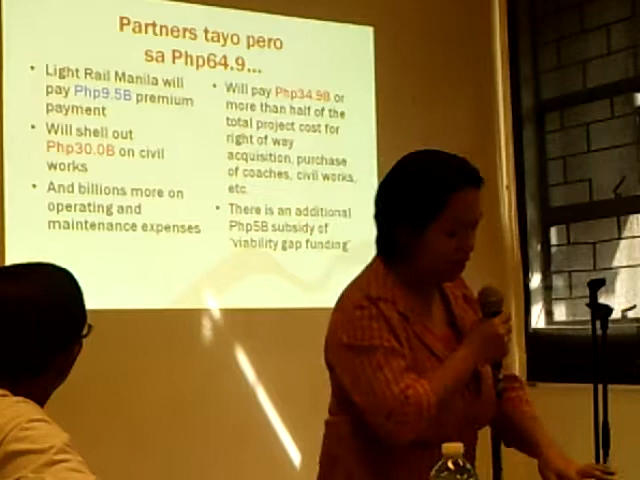 Partners tayo pero
sa Php64.9...
• Light Rail Manila will
pay Php9.5B premium
payment
• Will shell out
Php30.0B on civil
works
• And billions more on
operating and
maintenance expenses
• Will pay Php34.9B or
more than half of the
total project cost for
right of way
acquisition, purchase
of coaches, civil works,
etc.
• There is an additional
Php5B subsidy of
'viability gap funding'